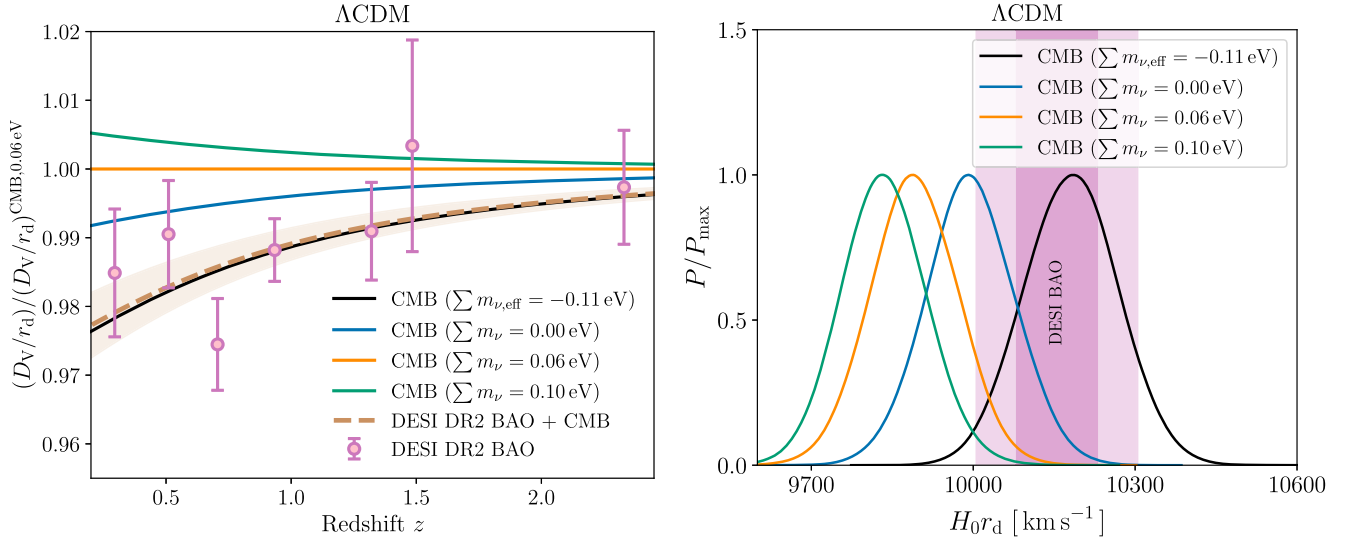 ΛCDM
1.02
1.01
1.00
0.99
0.98
0.97
0.96
(D_V/r_d)/(D_V/r_d)^{CMB,0.06 eV}
CMB (∑ m_{ν,eff} = −0.11 eV)
CMB (∑ m_ν = 0.00 eV)
CMB (∑ m_ν = 0.06 eV)
CMB (∑ m_ν = 0.10 eV)
DESI DR2 BAO + CMB
DESI DR2 BAO
0.5 1.0 1.5 2.0
Redshift z
ΛCDM
1.5
1.0
0.5
0.0
P/P_max
CMB (∑ m_{ν,eff} = −0.11 eV)
CMB (∑ m_ν = 0.00 eV)
CMB (∑ m_ν = 0.06 eV)
CMB (∑ m_ν = 0.10 eV)
DESI BAO
9700 10000 10300 10600
H_0 r_d [km s^{−1}]